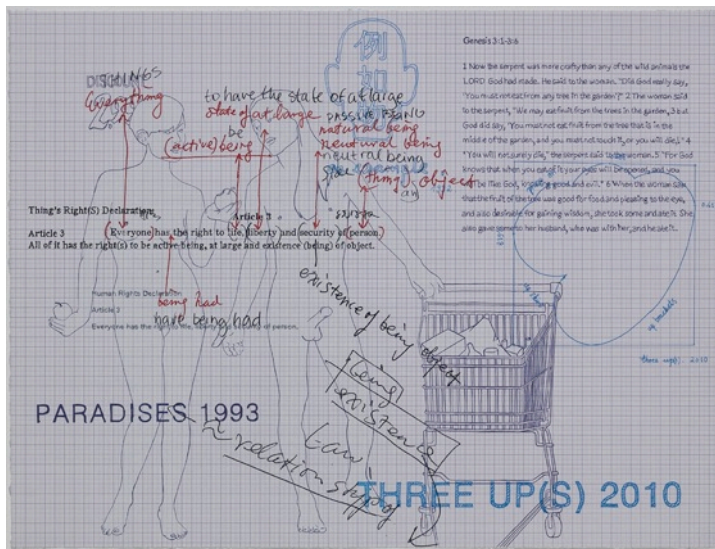 Genesis 3:1-3:6
1 Now the serpent was more crafty than any of the wild animals the
LORD God had made. He said to the woman. "Did God really say,
'You must not eat from any tree in the garden'?" 2 The woman said
to the serpent, "We may eat fruit from the trees in the garden, 3 but
God did say, 'You must not eat fruit from the tree that is in the
middle of the garden, and you must not touch it, or you will die.'" 4
"You will not surely die," the serpent said to the woman. 5 "For God
knows that when you eat of it your eyes will be opened, and you
be like God, knowing good and evil." 6 When the woman saw
that the fruit of the tree was good for food and pleasing to the eye,
and also desirable for gaining wisdom, she took some and ate it. She
also gave some to her husband, who was with her, and he ate it.
例
如
Everything
to have the state of at large
state of at large
be
(active) being
PASSIVE BEING
natural being
neutral being
(thing) object
Thing's Right(S) Declaration
Article 3
Article 3
(Everyone) has the right to life, liberty and security of (person)
All of it has the right(s) to be active being, at large and existence (being) of object.
Human Rights Declaration
being had
Article 3
have being had
Everyone has the right to life, of person.
existence of being object
being
existence
Law
relationship of
PARADISES 1993
THREE UP(S) 2010
three up(s). 2010